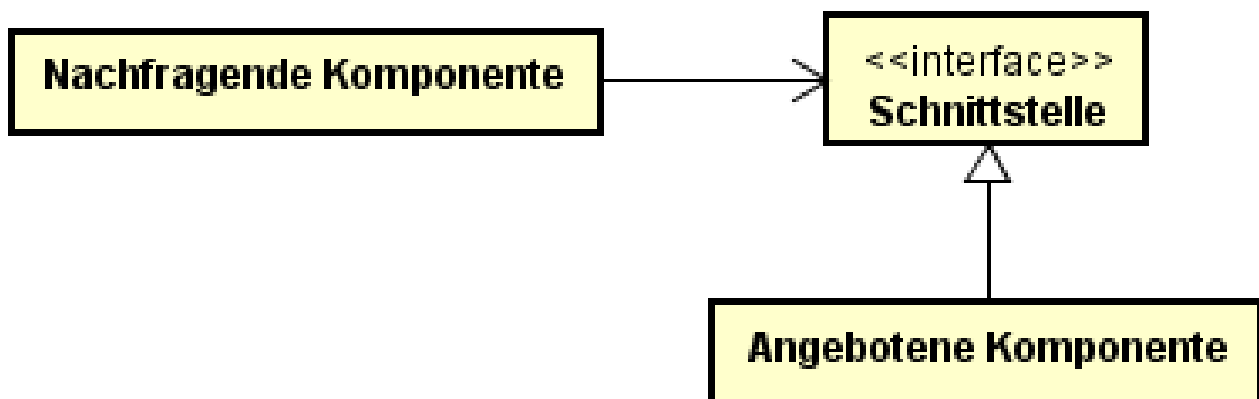 Nachfragende Komponente
<<interface>>
Schnittstelle
Angebotene Komponente